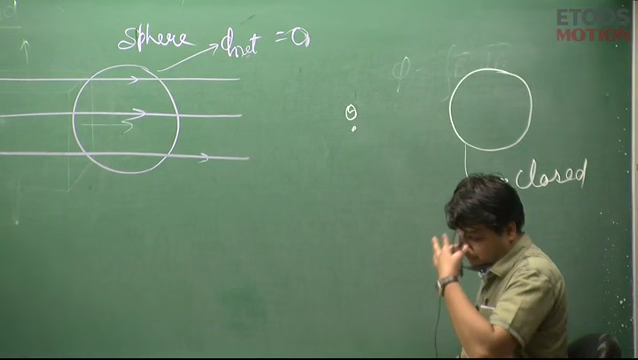 ETOOS
MOTION
Sphere ϕnet = 0
ϕ =
θ
closed